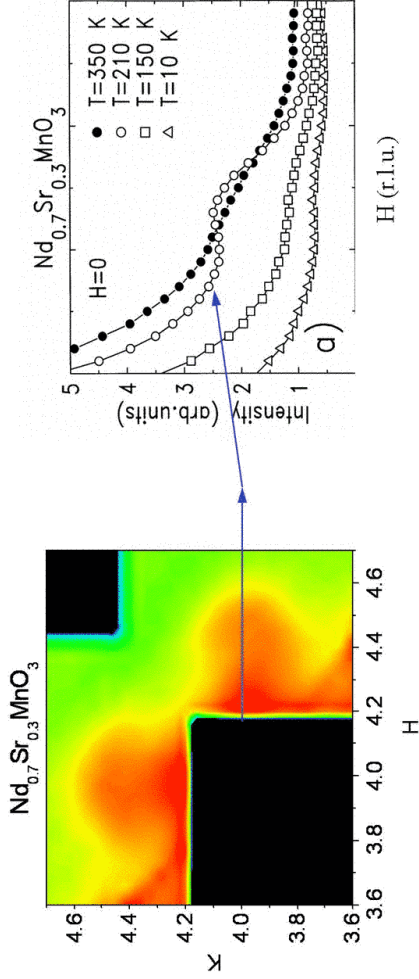 Nd0.7Sr0.3MnO3
K
4.6
4.4
4.2
4.0
3.8
3.6
3.6
3.8
4.0
4.2
4.4
4.6
H
Nd0.7Sr0.3MnO3
H=0
T=350 K
T=210 K
T=150 K
T=10 K
Intensity (arb.units)
5
4
3
2
1
a)
H (r.l.u.)